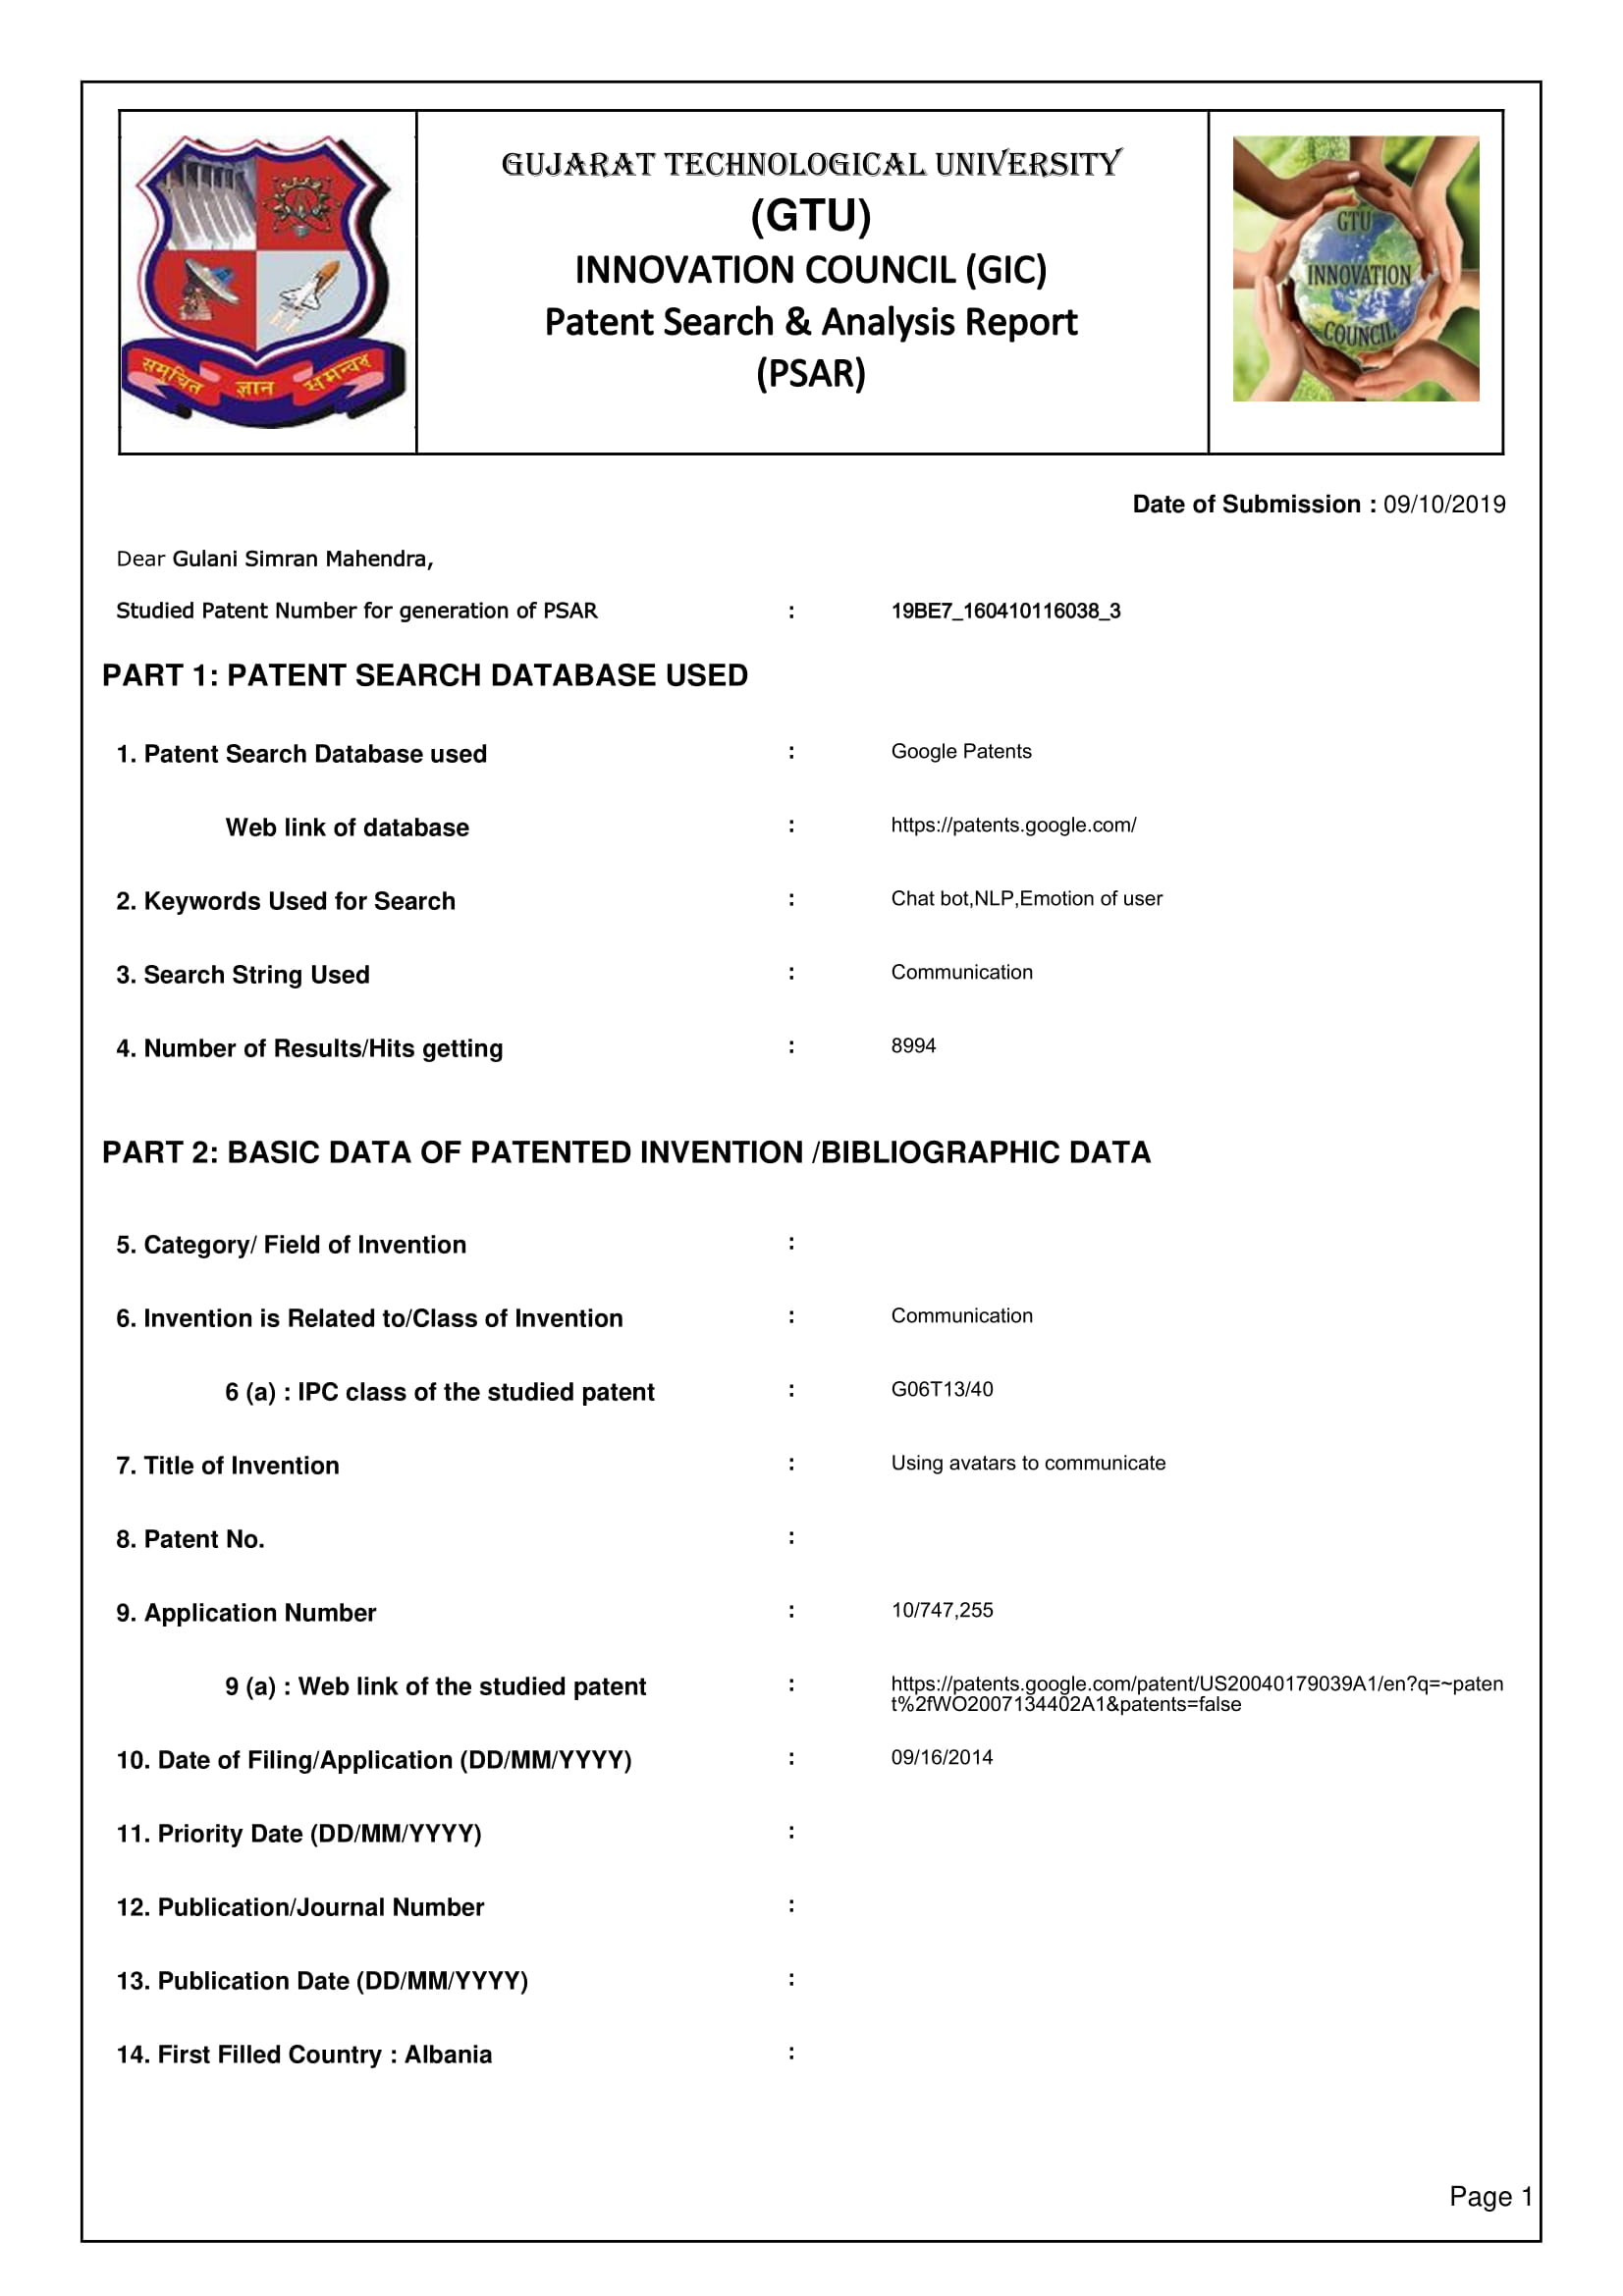 GUJARAT TECHNOLOGICAL UNIVERSITY
(GTU)
INNOVATION COUNCIL (GIC)
Patent Search & Analysis Report
(PSAR)
समुचित ज्ञान समन्वय
GTU
INNOVATION
COUNCIL
Date of Submission : 09/10/2019
Dear Gulani Simran Mahendra,
Studied Patent Number for generation of PSAR : 19BE7_160410116038_3
PART 1: PATENT SEARCH DATABASE USED
1. Patent Search Database used : Google Patents
Web link of database : https://patents.google.com/
2. Keywords Used for Search : Chat bot,NLP,Emotion of user
3. Search String Used : Communication
4. Number of Results/Hits getting : 8994
PART 2: BASIC DATA OF PATENTED INVENTION /BIBLIOGRAPHIC DATA
5. Category/ Field of Invention :
6. Invention is Related to/Class of Invention : Communication
6 (a) : IPC class of the studied patent : G06T13/40
7. Title of Invention : Using avatars to communicate
8. Patent No. :
9. Application Number : 10/747,255
9 (a) : Web link of the studied patent : https://patents.google.com/patent/US20040179039A1/en?q=~paten
t%2fWO2007134402A1&patents=false
10. Date of Filing/Application (DD/MM/YYYY) : 09/16/2014
11. Priority Date (DD/MM/YYYY) :
12. Publication/Journal Number :
13. Publication Date (DD/MM/YYYY) :
14. First Filled Country : Albania :
Page 1